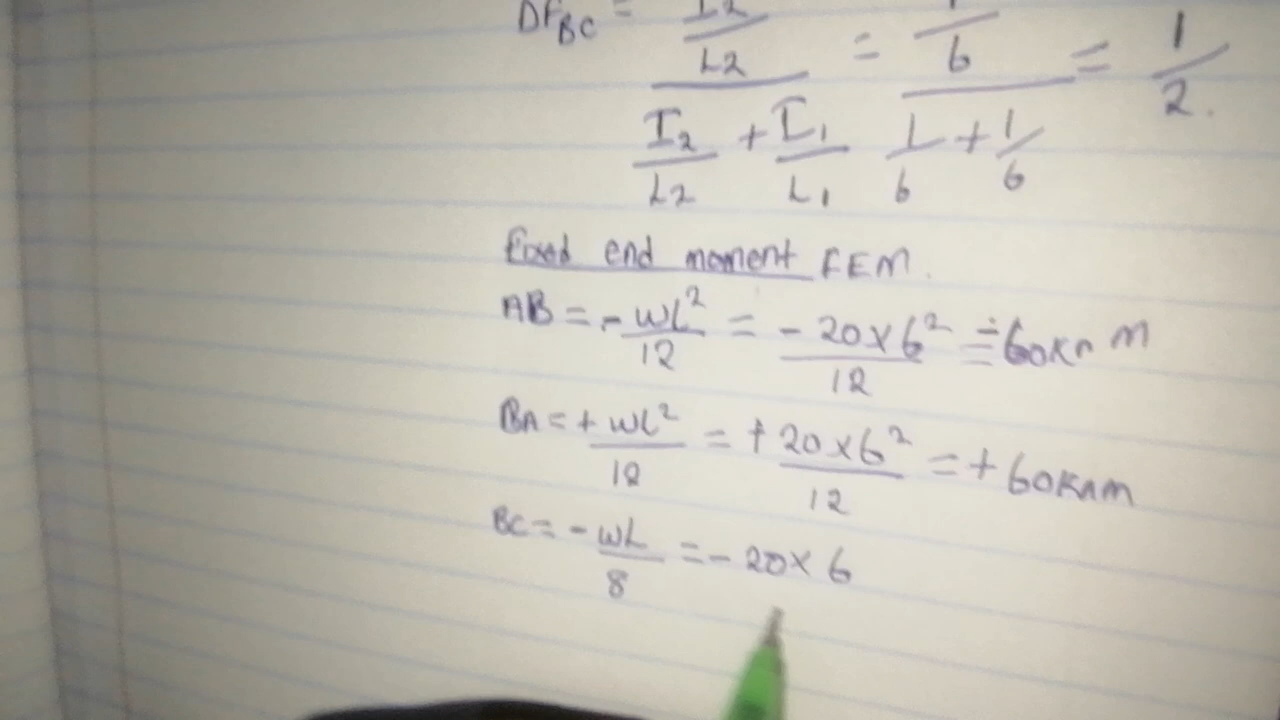 DF_BC = I2/L2 / (I2/L2 + I1/L1) = 1/6 / (1/6 + 1/6) = 1/2.
Fixed end moment FEM.
AB = -wL²/12 = -20×6²/12 = -60kn m
BA = +wL²/12 = +20×6²/12 = +60knm
BC = -wL/8 = -20×6